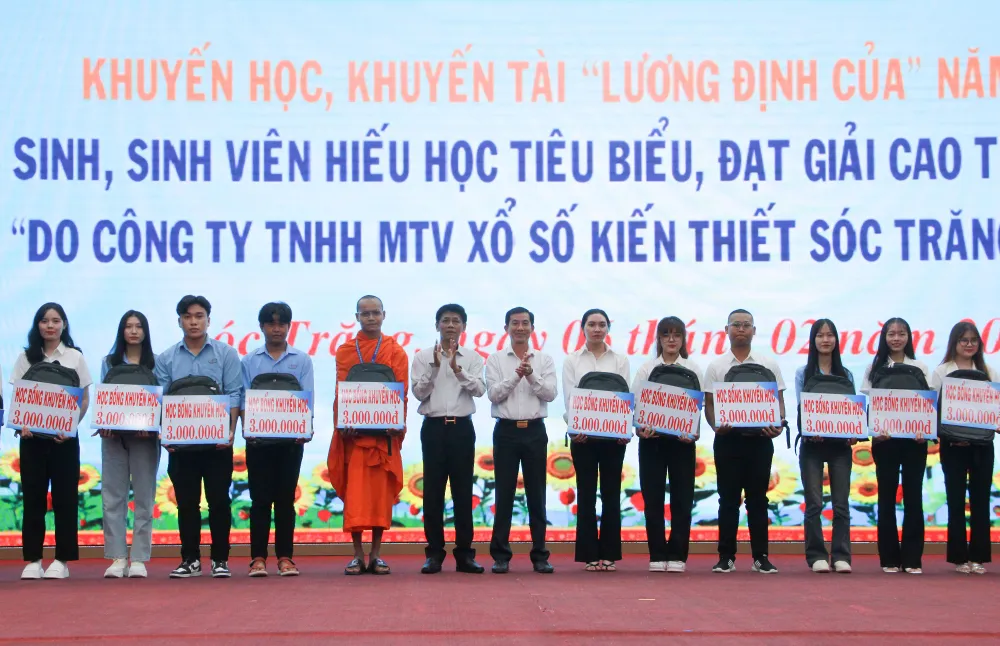 KHUYẾN HỌC, KHUYẾN TÀI “LƯƠNG ĐỊNH CỦA” NĂM
SINH, SINH VIÊN HIẾU HỌC TIÊU BIỂU, ĐẠT GIẢI CAO T
“DO CÔNG TY TNHH MTV XỔ SỐ KIẾN THIẾT SÓC TRĂNG
Sóc Trăng, ngày 0 tháng 02 năm 20
HỌC BỔNG KHUYẾN HỌC
3.000.000đ
HỌC BỔNG KHUYẾN HỌC
3.000.000đ
HỌC BỔNG KHUYẾN HỌC
3.000.000đ
HỌC BỔNG KHUYẾN HỌC
3.000.000đ
HỌC BỔNG KHUYẾN HỌC
3.000.000đ
HỌC BỔNG KHUYẾN HỌC
3.000.000đ
HỌC BỔNG KHUYẾN HỌC
3.000.000đ
HỌC BỔNG KHUYẾN HỌC
3.000.000đ
HỌC BỔNG KHUYẾN HỌC
3.000.000đ
HỌC BỔNG KHUYẾN HỌC
3.000.000đ
HỌC BỔNG KHUYẾN HỌC
3.000.000đ